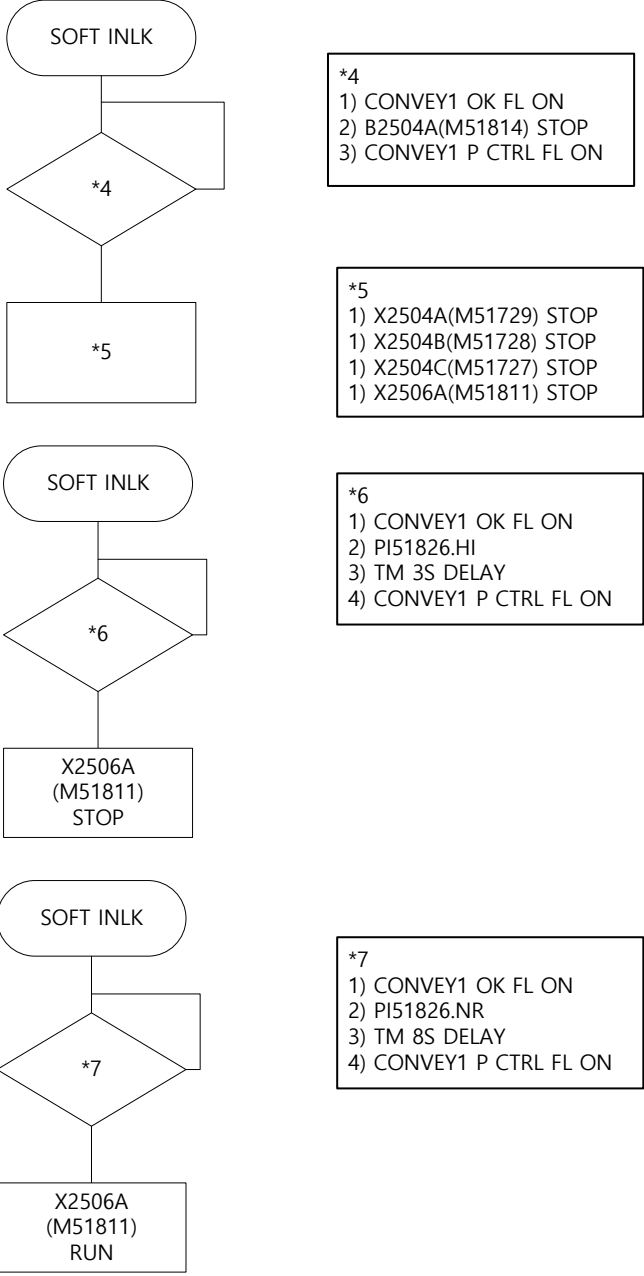 SOFT INLK
*4
*4
1) CONVEY1 OK FL ON
2) B2504A(M51814) STOP
3) CONVEY1 P CTRL FL ON
*5
*5
1) X2504A(M51729) STOP
1) X2504B(M51728) STOP
1) X2504C(M51727) STOP
1) X2506A(M51811) STOP
SOFT INLK
*6
X2506A
(M51811)
STOP
*6
1) CONVEY1 OK FL ON
2) PI51826.HI
3) TM 3S DELAY
4) CONVEY1 P CTRL FL ON
SOFT INLK
*7
X2506A
(M51811)
RUN
*7
1) CONVEY1 OK FL ON
2) PI51826.NR
3) TM 8S DELAY
4) CONVEY1 P CTRL FL ON